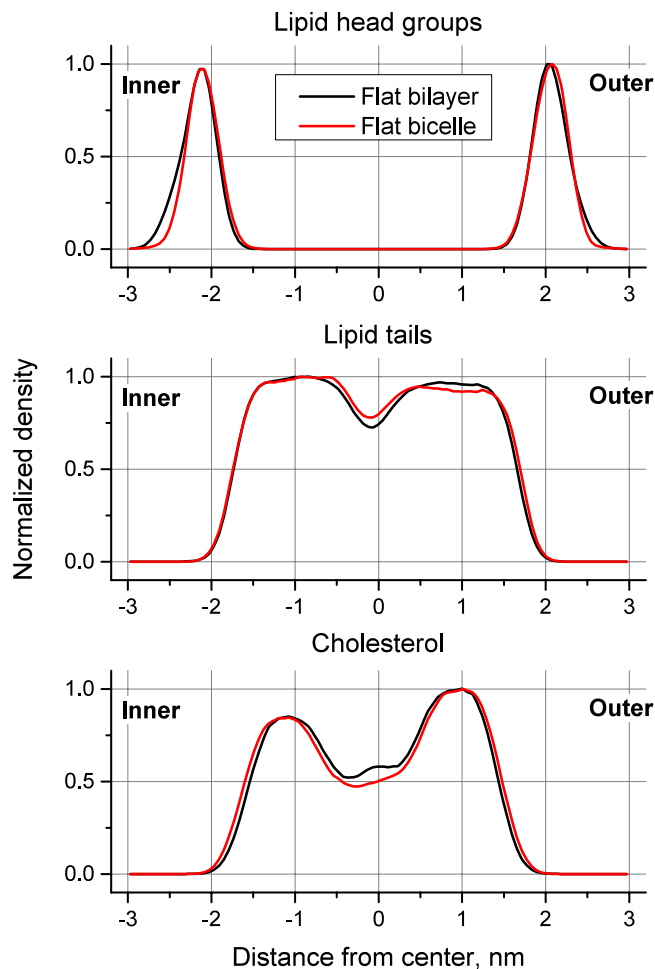 Lipid head groups
Inner
Flat bilayer
Flat bicelle
Outer
1.0
0.5
0.0
-3 -2 -1 0 1 2 3
Lipid tails
Inner
Outer
1.0
0.5
0.0
-3 -2 -1 0 1 2 3
Normalized density
Cholesterol
Inner
Outer
1.0
0.5
0.0
-3 -2 -1 0 1 2 3
Distance from center, nm